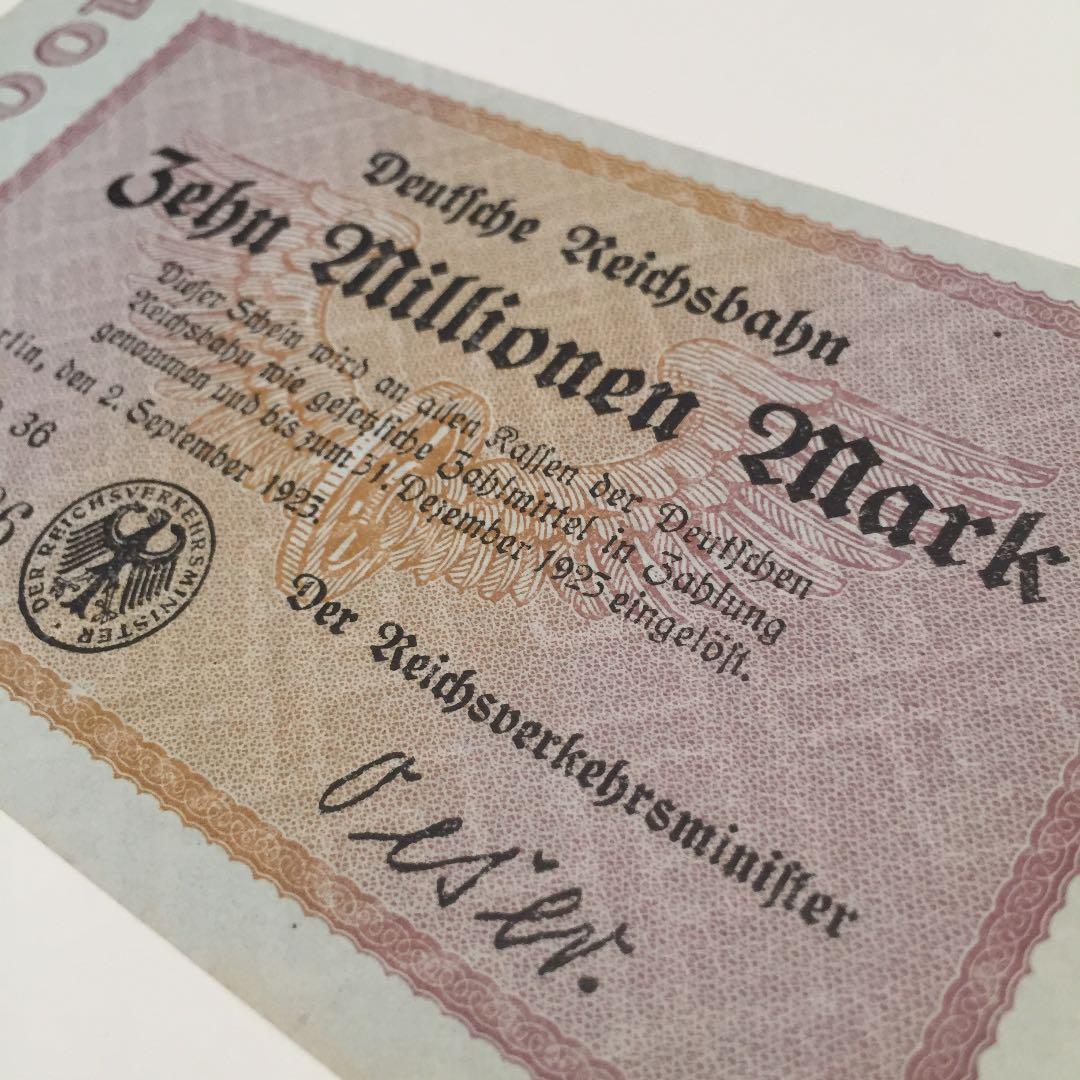 Deutsche Reichsbahn
Zehn Millionen Mark
Dieser Schein wird an allen Kassen der Deutschen
Reichsbahn wie gesetzliche Zahlmittel in Zahlung
genommen und bis zum 31. Dezember 1923 eingelöst.
rlin, den 2. September 1923.
36
DER REICHSVERKEHRSMINISTER
Der Reichsverkehrsminister
Oeser.